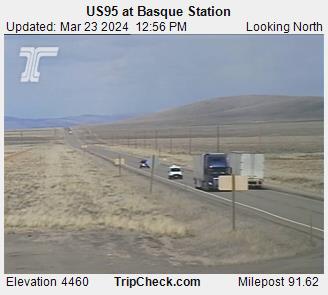 US95 at Basque Station
Updated: Mar 23 2024 12:56 PM Looking North
Elevation 4460 TripCheck.com Milepost 91.62